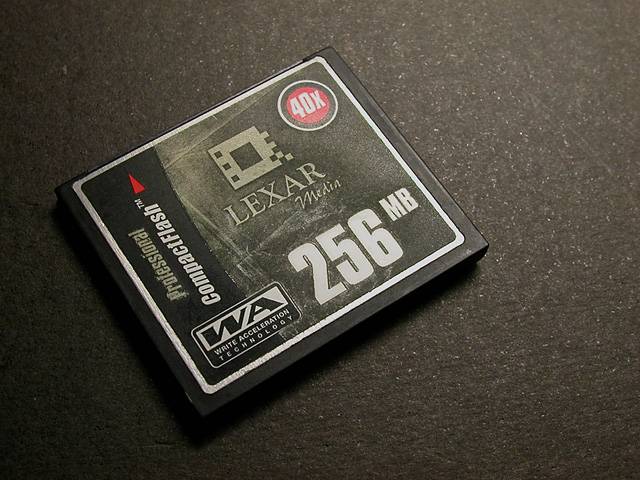 40X
LEXAR
Media
256 MB
Professional
CompactFlash™
WA
WRITE ACCELERATION
TECHNOLOGY